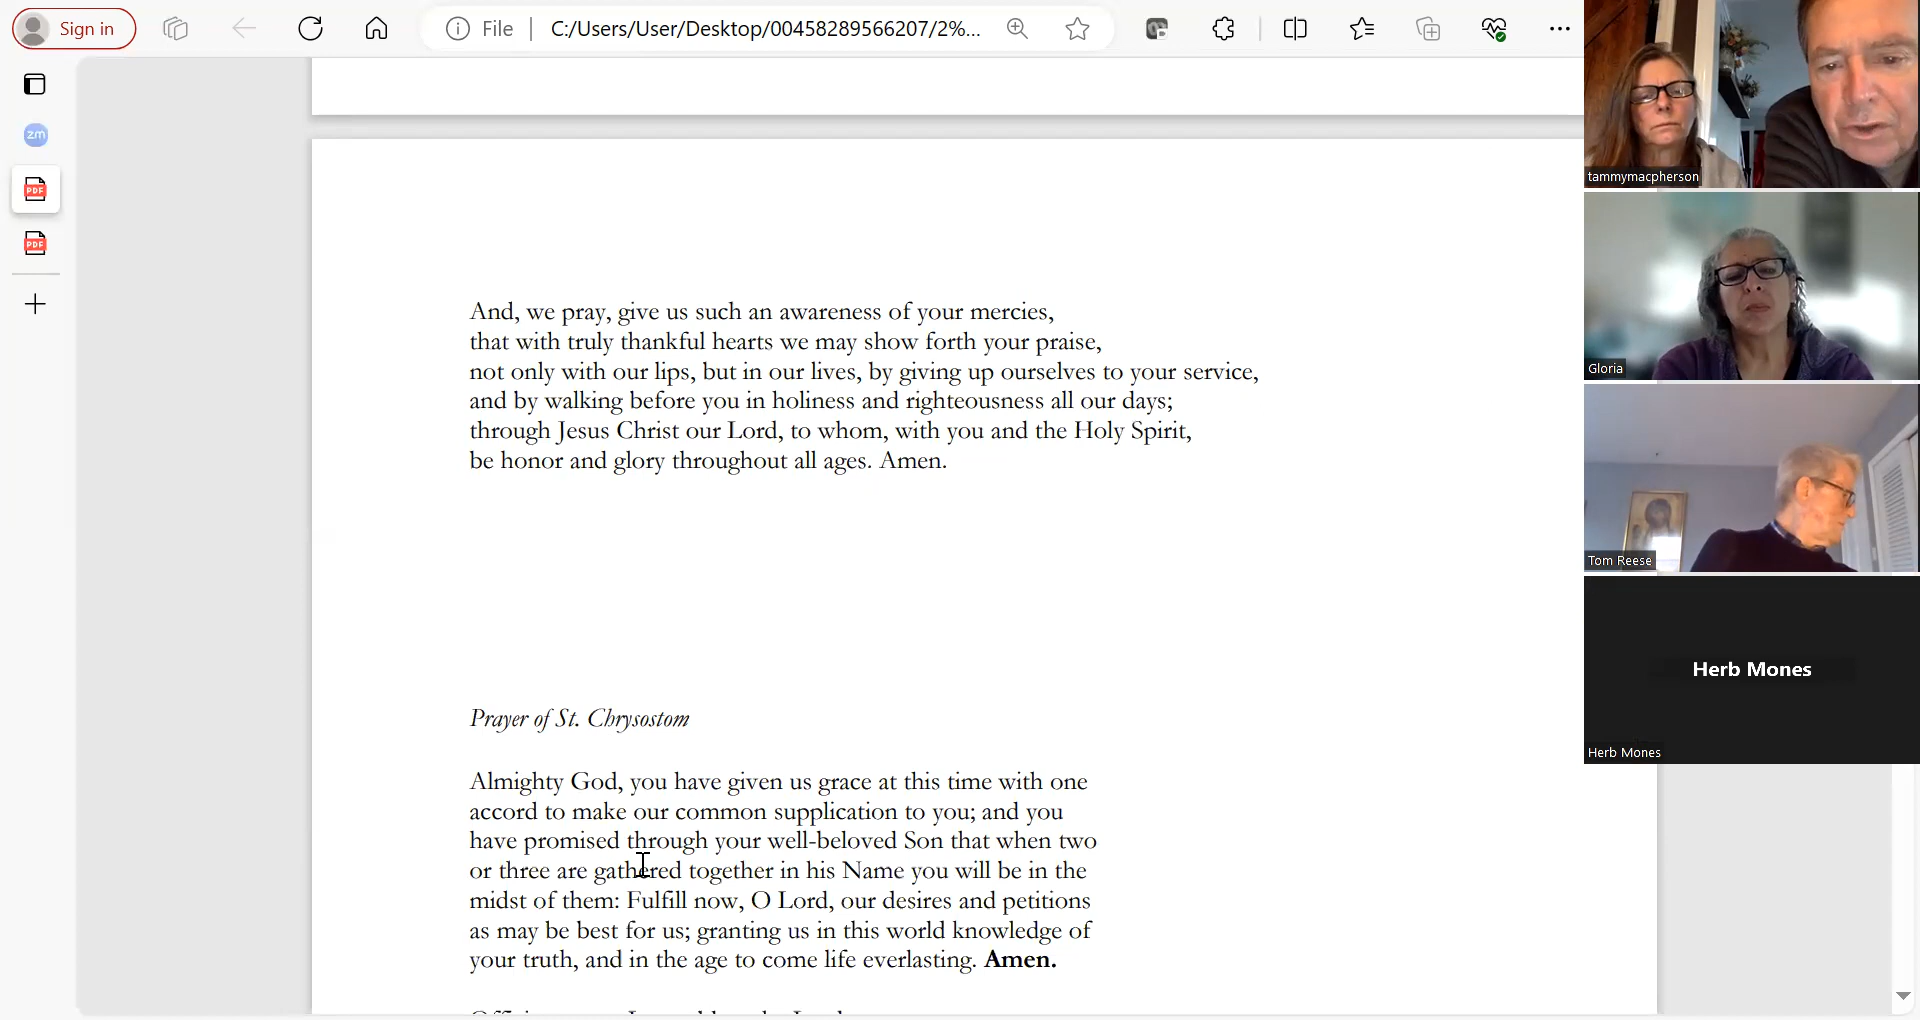 Sign in
File
C:/Users/User/Desktop/00458289566207/2%...
zm
PDF
PDF
And, we pray, give us such an awareness of your mercies,
that with truly thankful hearts we may show forth your praise,
not only with our lips, but in our lives, by giving up ourselves to your service,
and by walking before you in holiness and righteousness all our days;
through Jesus Christ our Lord, to whom, with you and the Holy Spirit,
be honor and glory throughout all ages. Amen.
Prayer of St. Chrysostom
Almighty God, you have given us grace at this time with one
accord to make our common supplication to you; and you
have promised through your well-beloved Son that when two
or three are gathered together in his Name you will be in the
midst of them: Fulfill now, O Lord, our desires and petitions
as may be best for us; granting us in this world knowledge of
your truth, and in the age to come life everlasting. Amen.
tammymacpherson
Gloria
Tom Reese
Herb Mones
Herb Mones